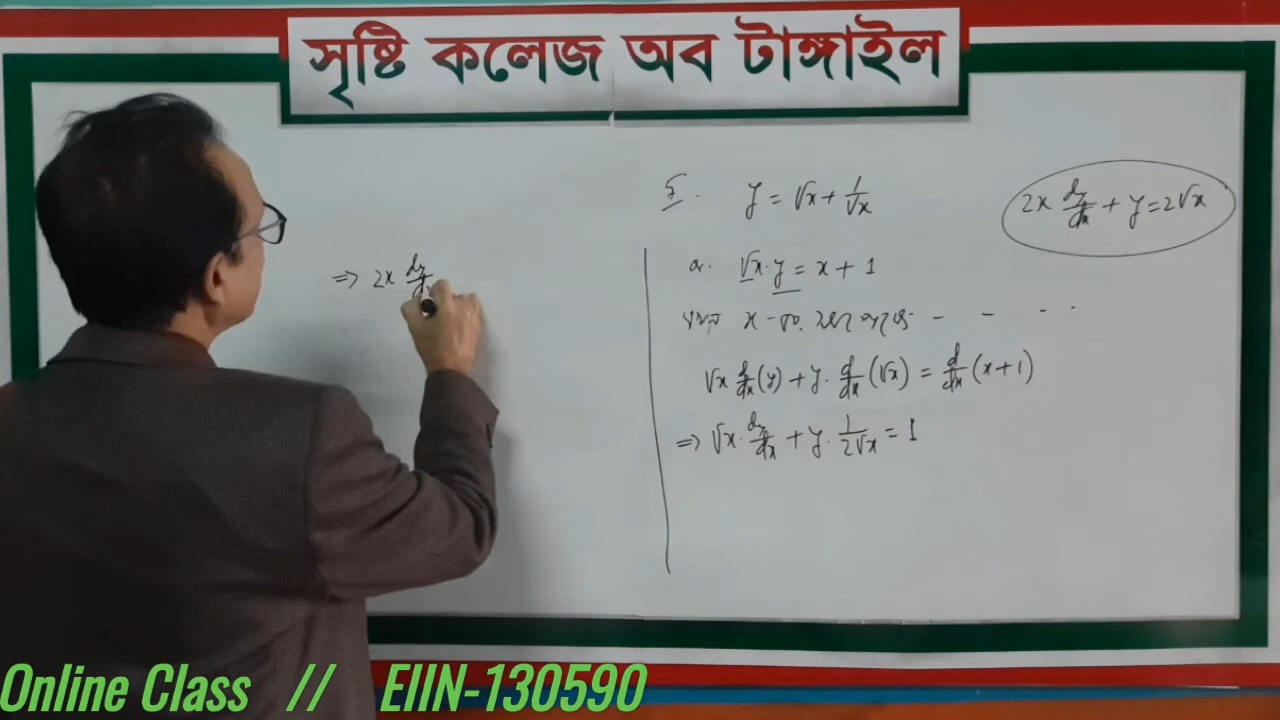 সৃষ্টি কলেজ অব টাঙ্গাইল
y = √x + 1/√x
2x dy/dx + y = 2√x
বা. √x · y = x + 1
x
√x d/dx (y) + y · d/dx (√x) = d/dx (x + 1)
⇒ √x · dy/dx + y · 1/2√x = 1
⇒ 2x dy/
Online Class // EIIN-130590